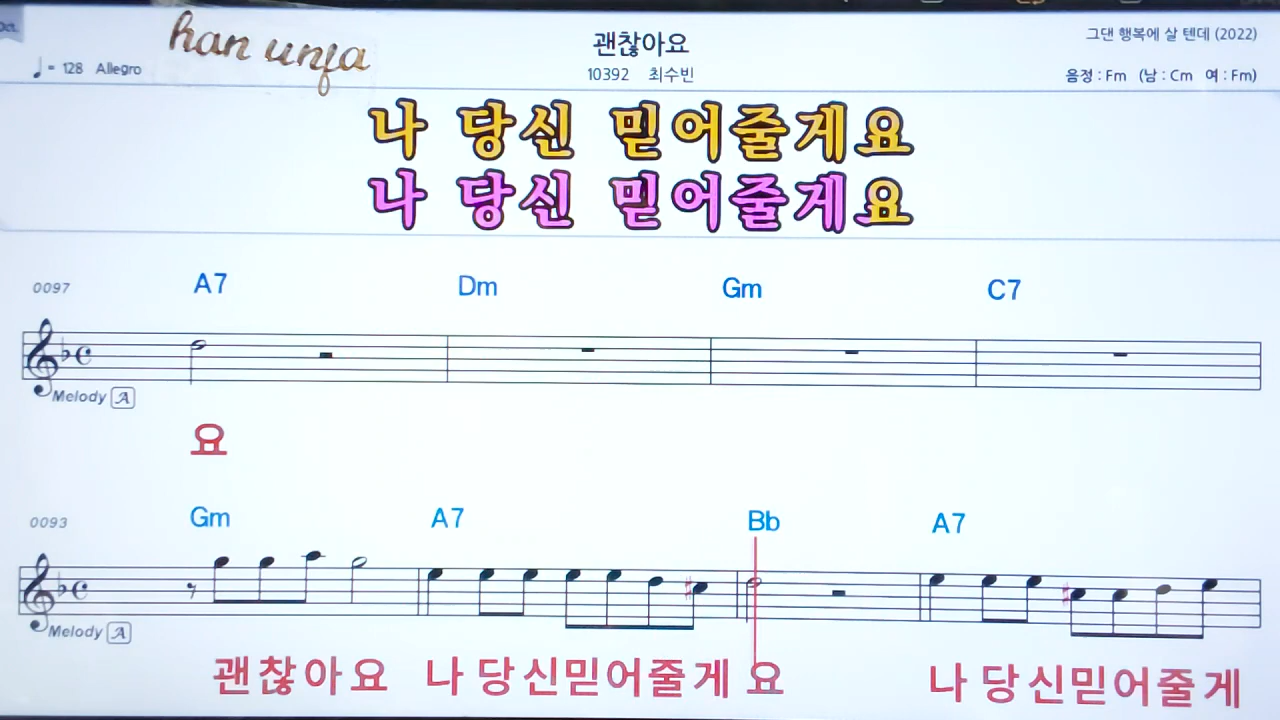 han unja
괜찮아요
그댄 행복에 살 텐데 (2022)
♩= 128 Allegro
10392 최수빈
음정 : Fm (남 : Cm 여 : Fm)
나 당신 믿어줄게요
나 당신 믿어줄게요
0097 A7 Dm Gm C7
Melody A
요
0093 Gm A7 Bb A7
Melody A
괜찮아요 나 당신믿어줄게 요 나 당신믿어줄게